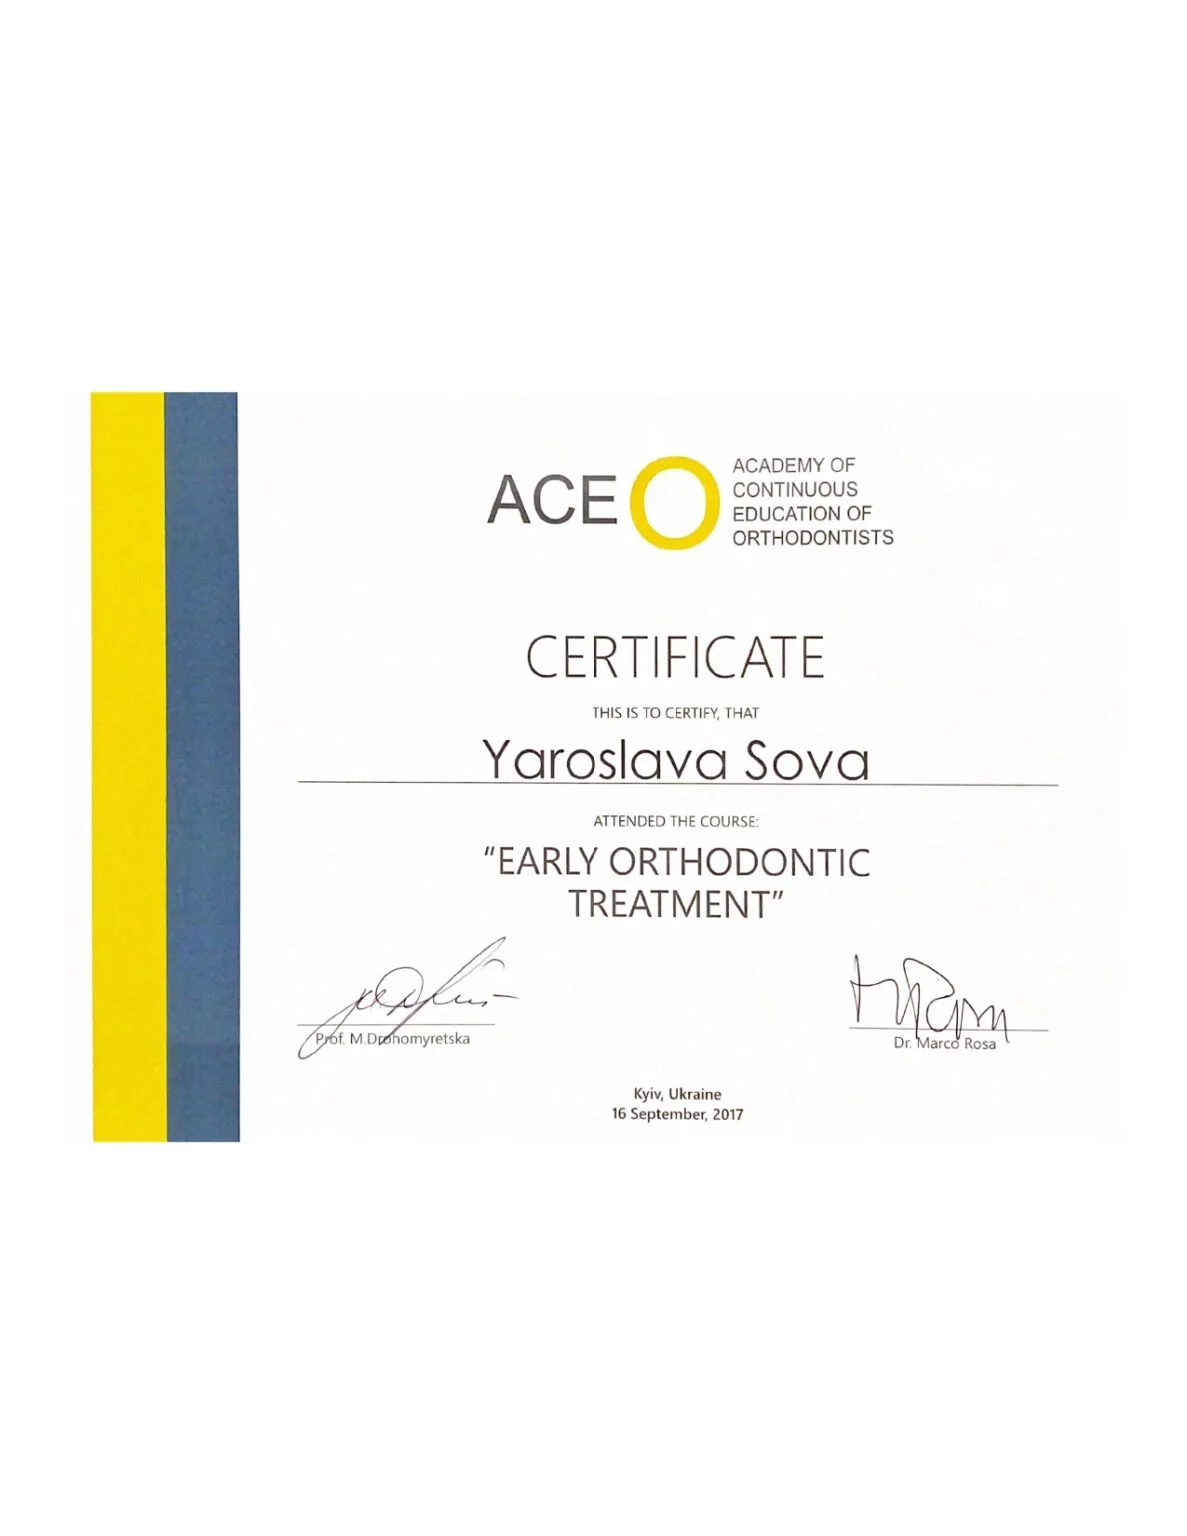 ACEO
ACADEMY OF
CONTINUOUS
EDUCATION OF
ORTHODONTISTS
CERTIFICATE
THIS IS TO CERTIFY, THAT
Yaroslava Sova
ATTENDED THE COURSE:
"EARLY ORTHODONTIC
TREATMENT"
Prof. M.Drohomyretska
Dr. Marco Rosa
Kyiv, Ukraine
16 September, 2017